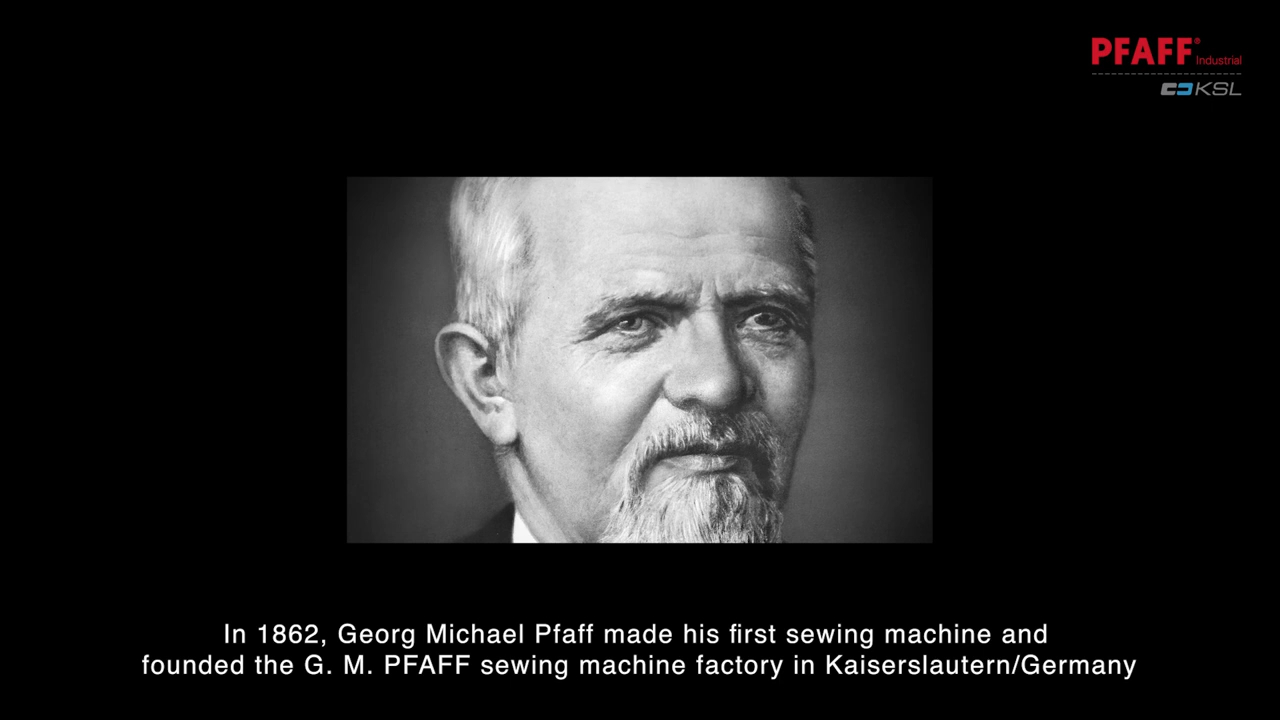 PFAFF® Industrial
KSL
In 1862, Georg Michael Pfaff made his first sewing machine and
founded the G. M. PFAFF sewing machine factory in Kaiserslautern/Germany